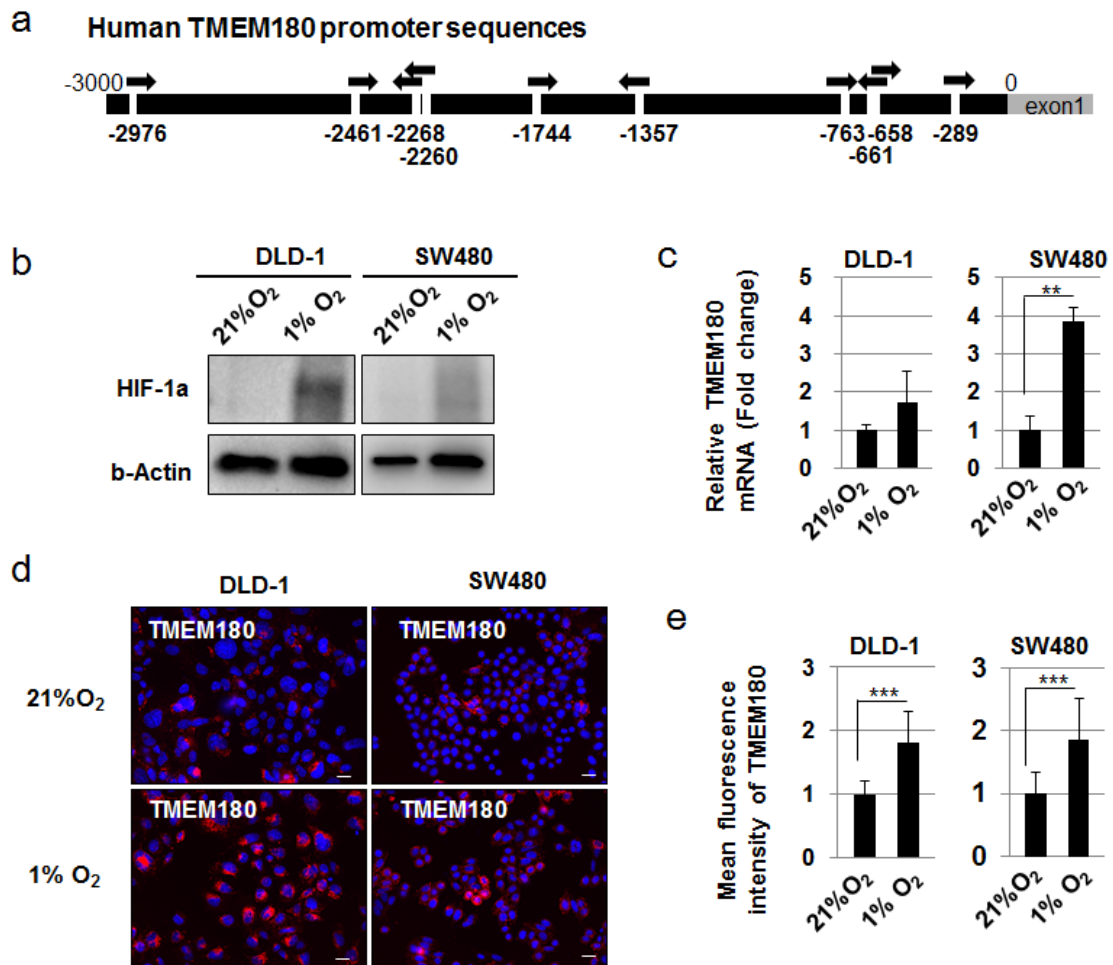 a
Human TMEM180 promoter sequences
-3000
0
exon1
-2976
-2461
-2268
-1744
-1357
-763
-658
-289
-2260
-661
b
DLD-1
SW480
21%O2
1% O2
21%O2
1% O2
HIF-1a
b-Actin
c
DLD-1
SW480
Relative TMEM180
mRNA (Fold change)
5
4
3
2
1
0
21%O2
1% O2
5
4
3
2
1
0
**
21%O2
1% O2
d
DLD-1
SW480
21%O2
TMEM180
TMEM180
1% O2
TMEM180
TMEM180
e
DLD-1
SW480
Mean fluorescence
intensity of TMEM180
3
2
1
0
***
21%O2
1% O2
3
2
1
0
***
21%O2
1% O2